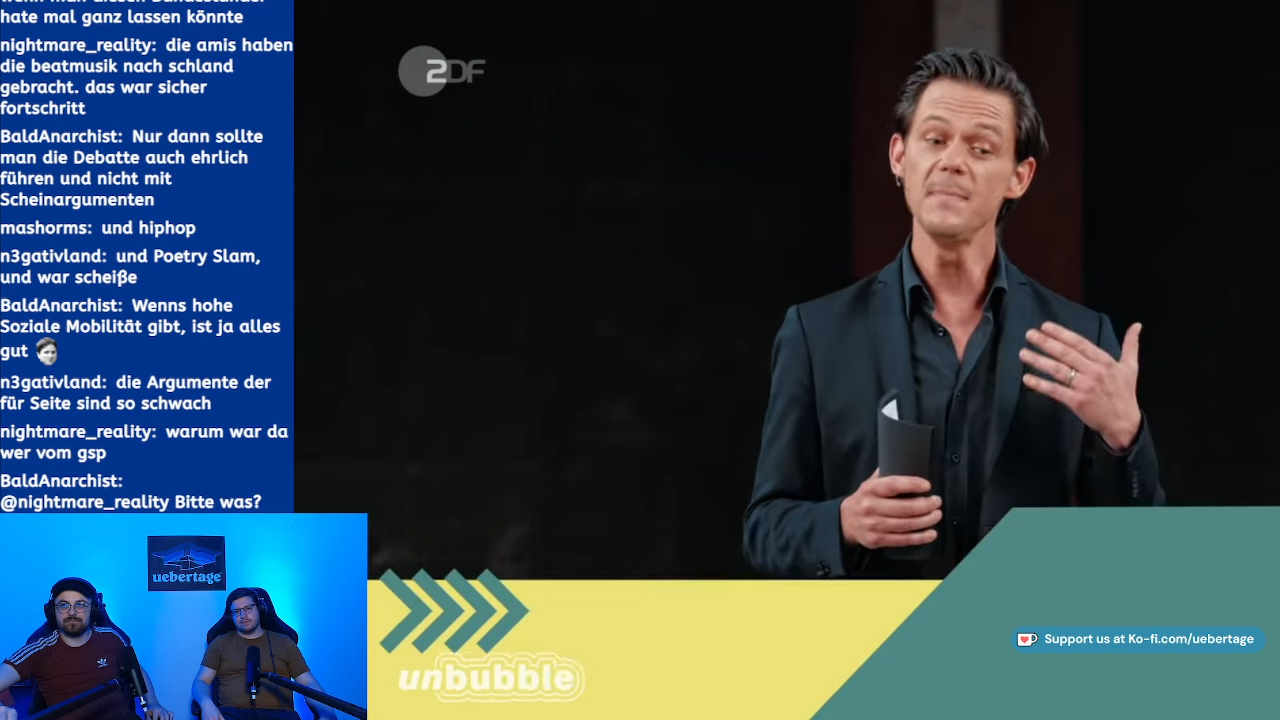 hate mal ganz lassen könnte
nightmare_reality: die amis haben
die beatmusik nach schland
gebracht. das war sicher
fortschritt
BaldAnarchist: Nur dann sollte
man die Debatte auch ehrlich
führen und nicht mit
Scheinargumenten
mashorms: und hiphop
n3gativland: und Poetry Slam,
und war scheiße
BaldAnarchist: Wenns hohe
Soziale Mobilität gibt, ist ja alles
gut
n3gativland: die Argumente der
für Seite sind so schwach
nightmare_reality: warum war da
wer vom gsp
BaldAnarchist:
@nightmare_reality Bitte was?
2DF
uebertage
Support us at Ko-fi.com/uebertage
unbubble